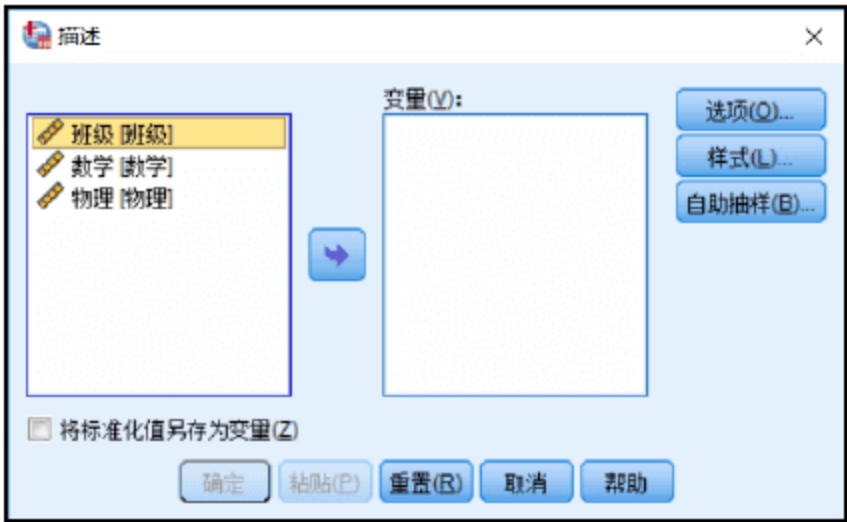 描述
变量(V):
班级 [班级]
数学 [数学]
物理 [物理]
选项(O)...
样式(L)...
自助抽样(B)...
将标准化值另存为变量(Z)
确定 粘贴(P) 重置(R) 取消 帮助